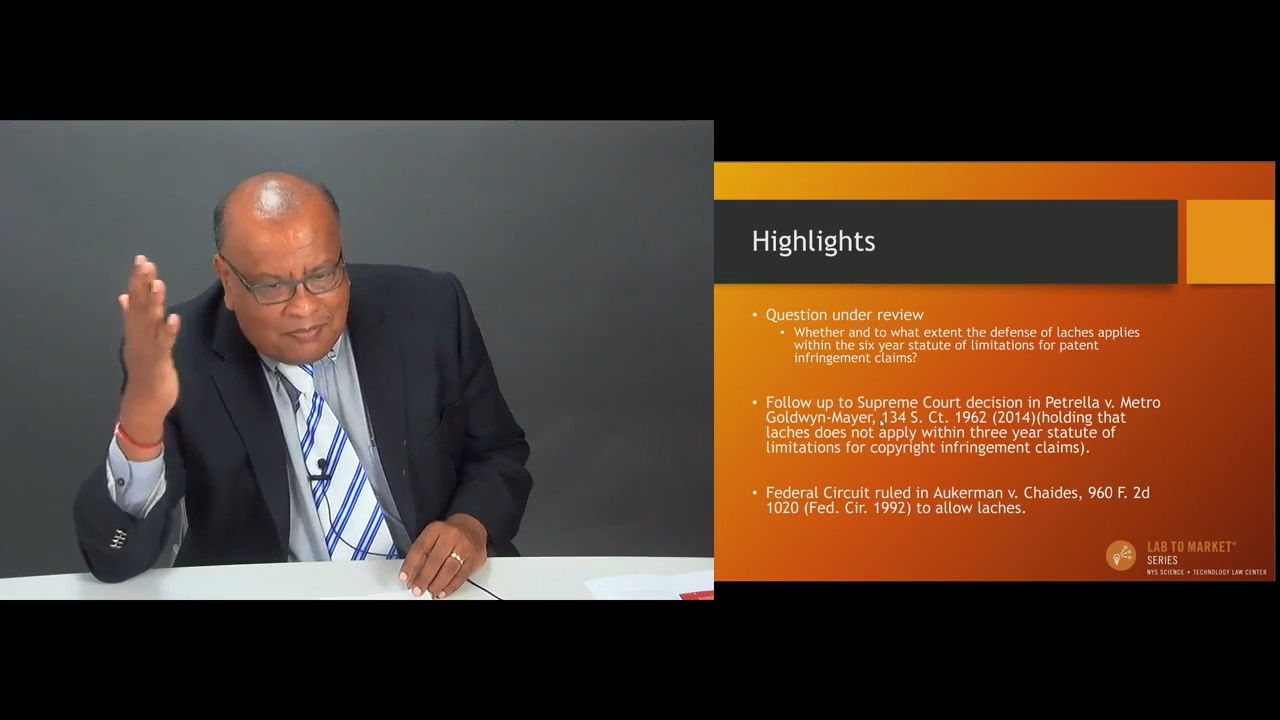 Highlights
• Question under review
• Whether and to what extent the defense of laches applies
within the six year statute of limitations for patent
infringement claims?
• Follow up to Supreme Court decision in Petrella v. Metro
Goldwyn-Mayer, 134 S. Ct. 1962 (2014)(holding that
laches does not apply within three year statute of
limitations for copyright infringement claims).
• Federal Circuit ruled in Aukerman v. Chaides, 960 F. 2d
1020 (Fed. Cir. 1992) to allow laches.
LAB TO MARKET®
SERIES
NYS SCIENCE + TECHNOLOGY LAW CENTER